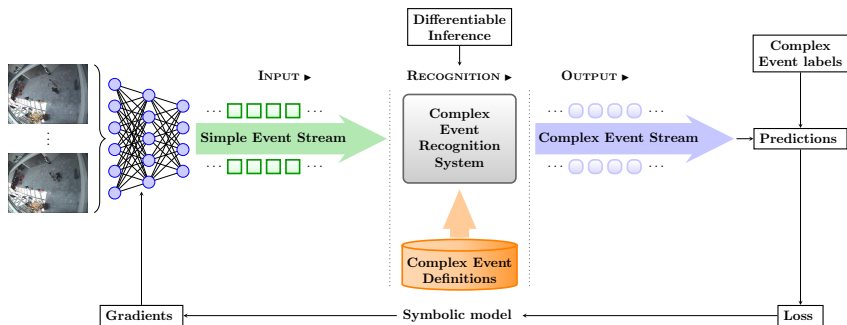 Differentiable
Inference
Complex
Event labels
INPUT ▸
RECOGNITION ▸
OUTPUT ▸
... ...
Simple Event Stream
... ...
Complex
Event
Recognition
System
... ...
Complex Event Stream
... ...
Predictions
Complex Event
Definitions
Gradients
Symbolic model
Loss